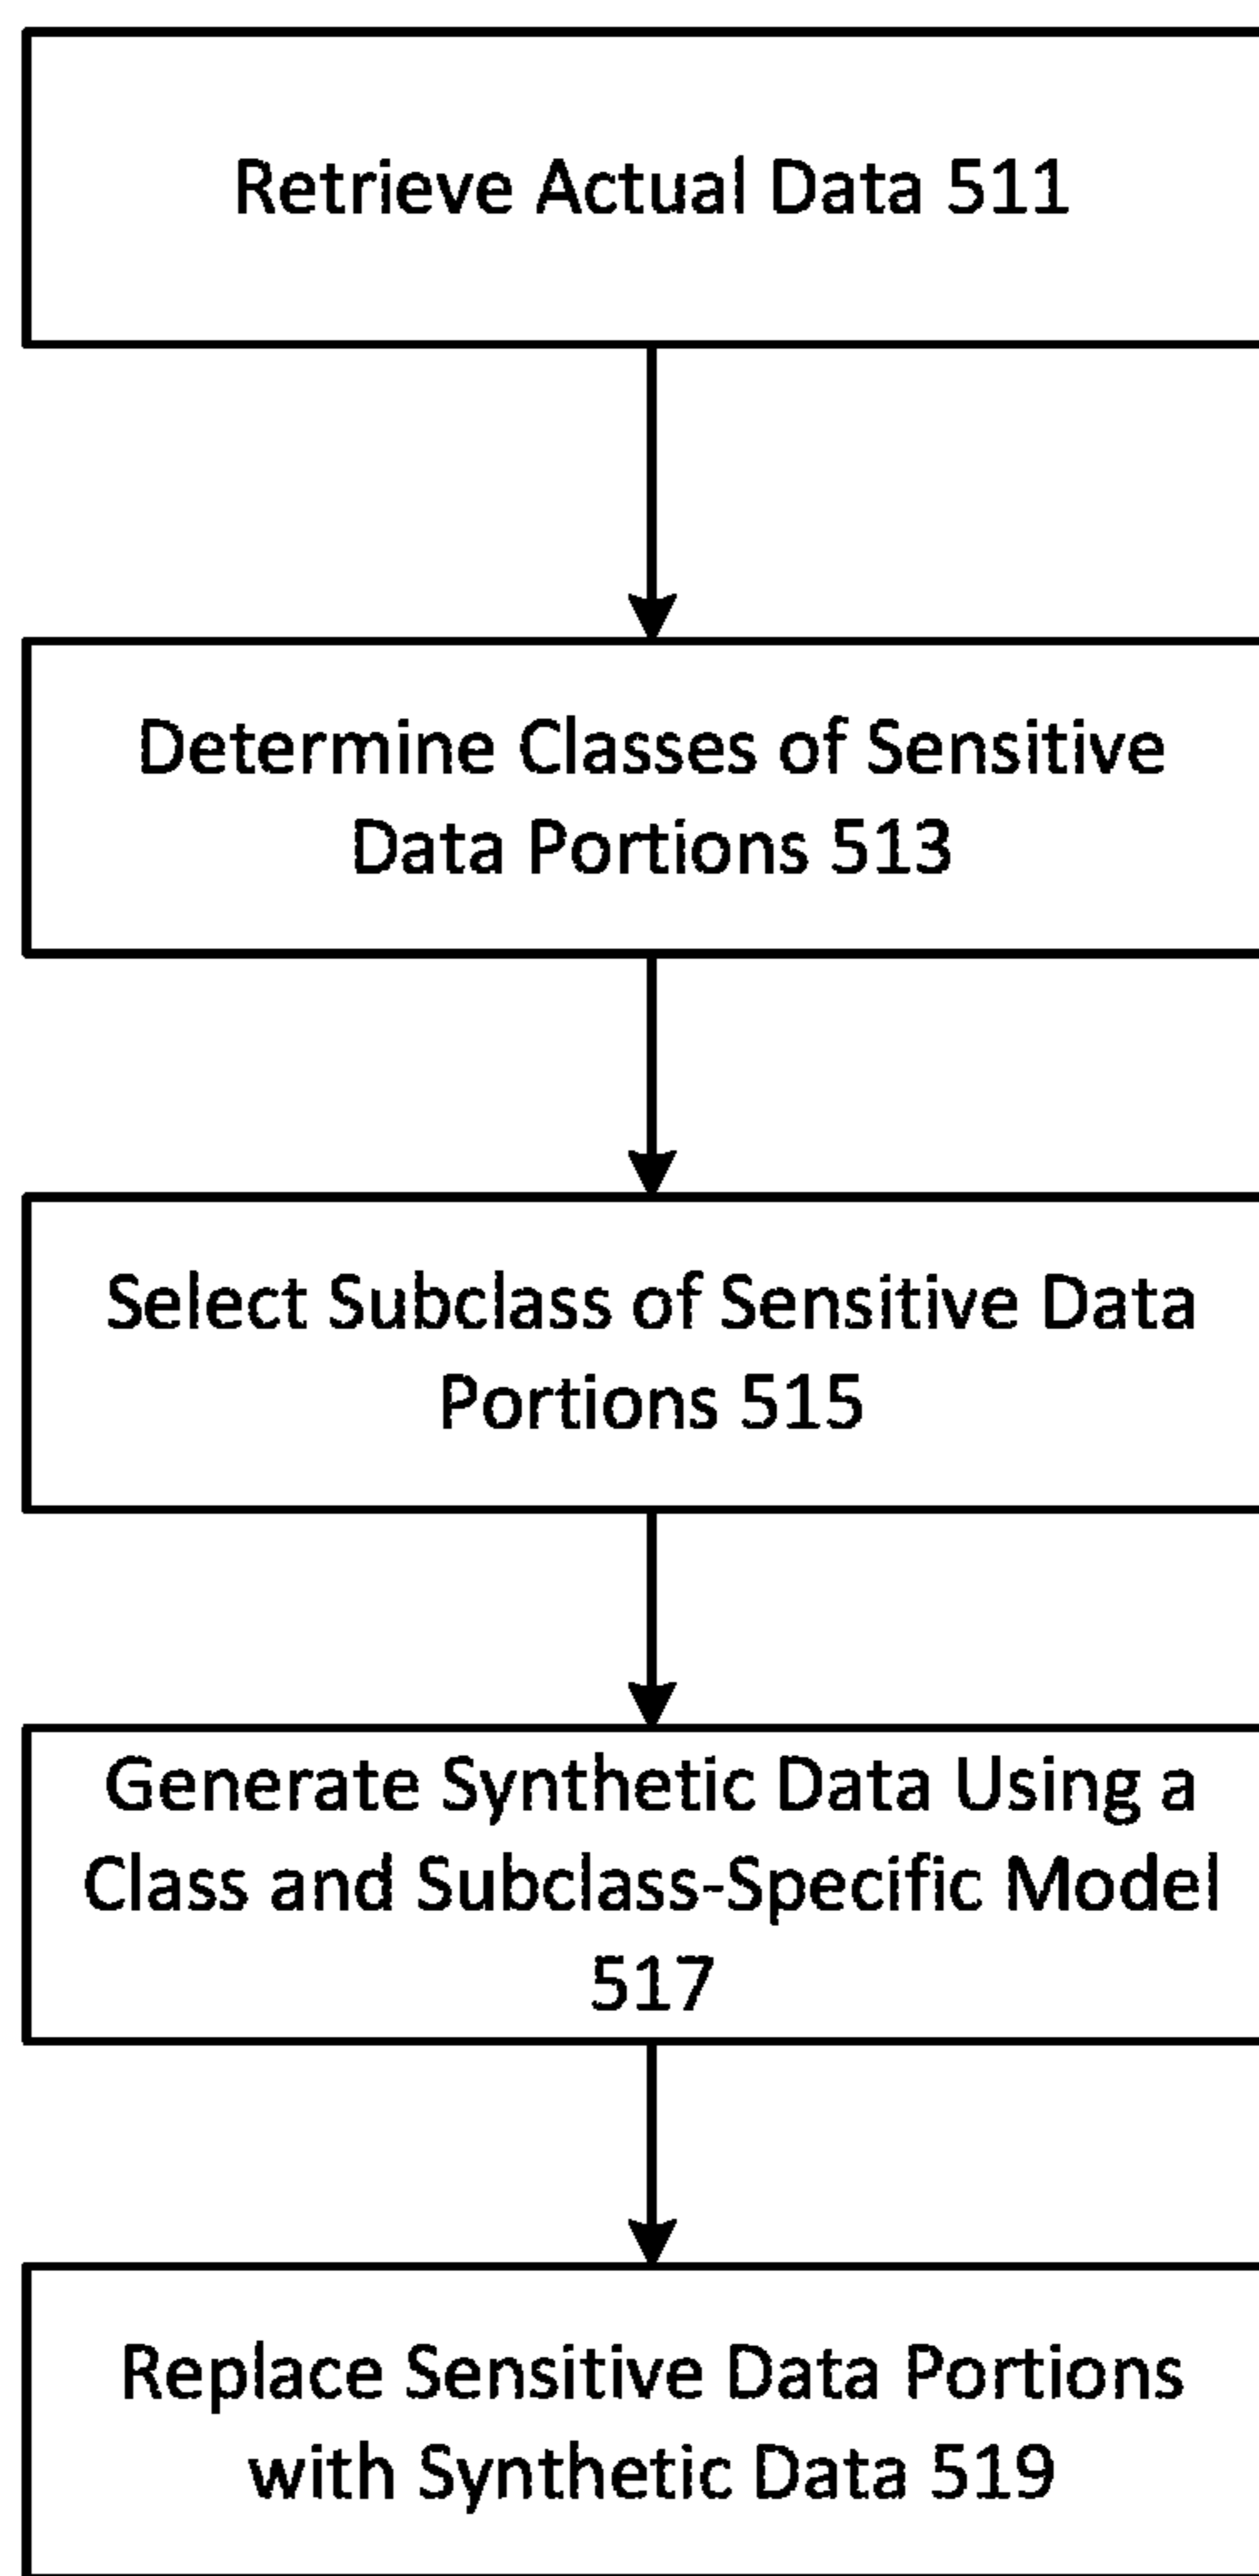 Retrieve Actual Data 511
Determine Classes of Sensitive
Data Portions 513
Select Subclass of Sensitive Data
Portions 515
Generate Synthetic Data Using a
Class and Subclass-Specific Model
517
Replace Sensitive Data Portions
with Synthetic Data 519